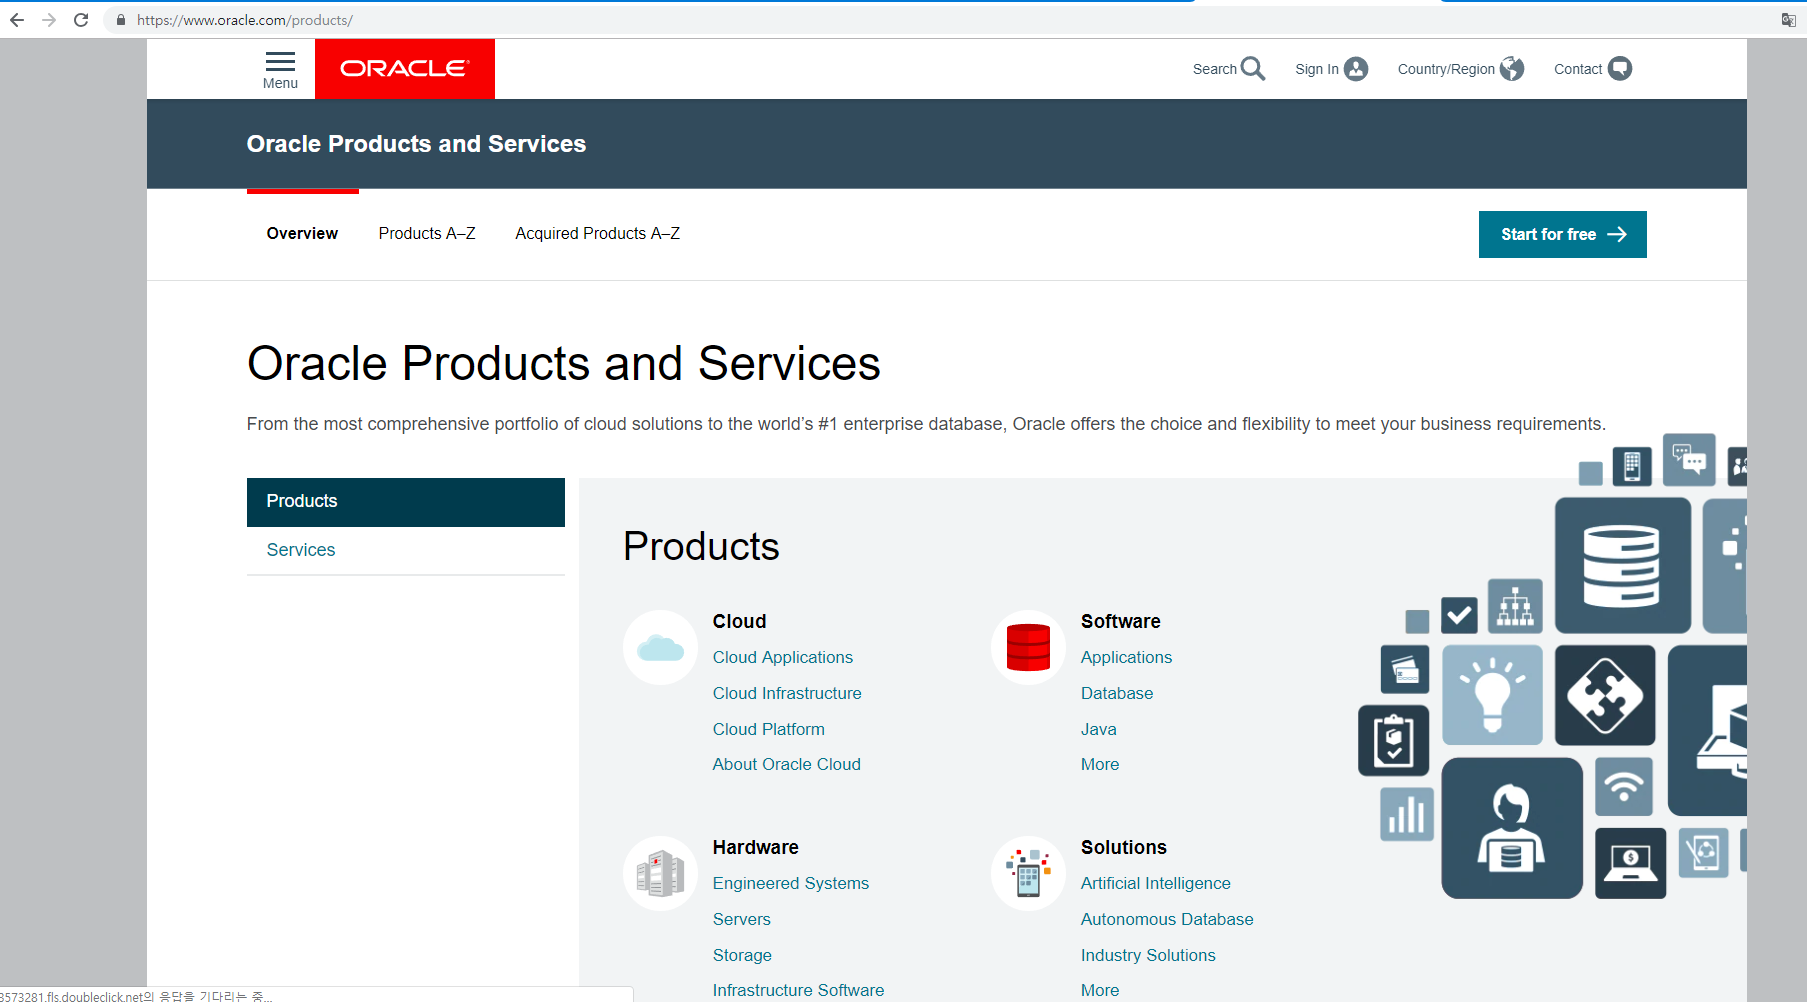 https://www.oracle.com/products/
Menu
ORACLE
Search
Sign In
Country/Region
Contact
Oracle Products and Services
Overview
Products A–Z
Acquired Products A–Z
Start for free
Oracle Products and Services
From the most comprehensive portfolio of cloud solutions to the world’s #1 enterprise database, Oracle offers the choice and flexibility to meet your business requirements.
Products
Services
Products
Cloud
Cloud Applications
Cloud Infrastructure
Cloud Platform
About Oracle Cloud
Software
Applications
Database
Java
More
Hardware
Engineered Systems
Servers
Storage
Infrastructure Software
Solutions
Artificial Intelligence
Autonomous Database
Industry Solutions
More
8573281.fls.doubleclick.net의 응답을 기다리는 중...